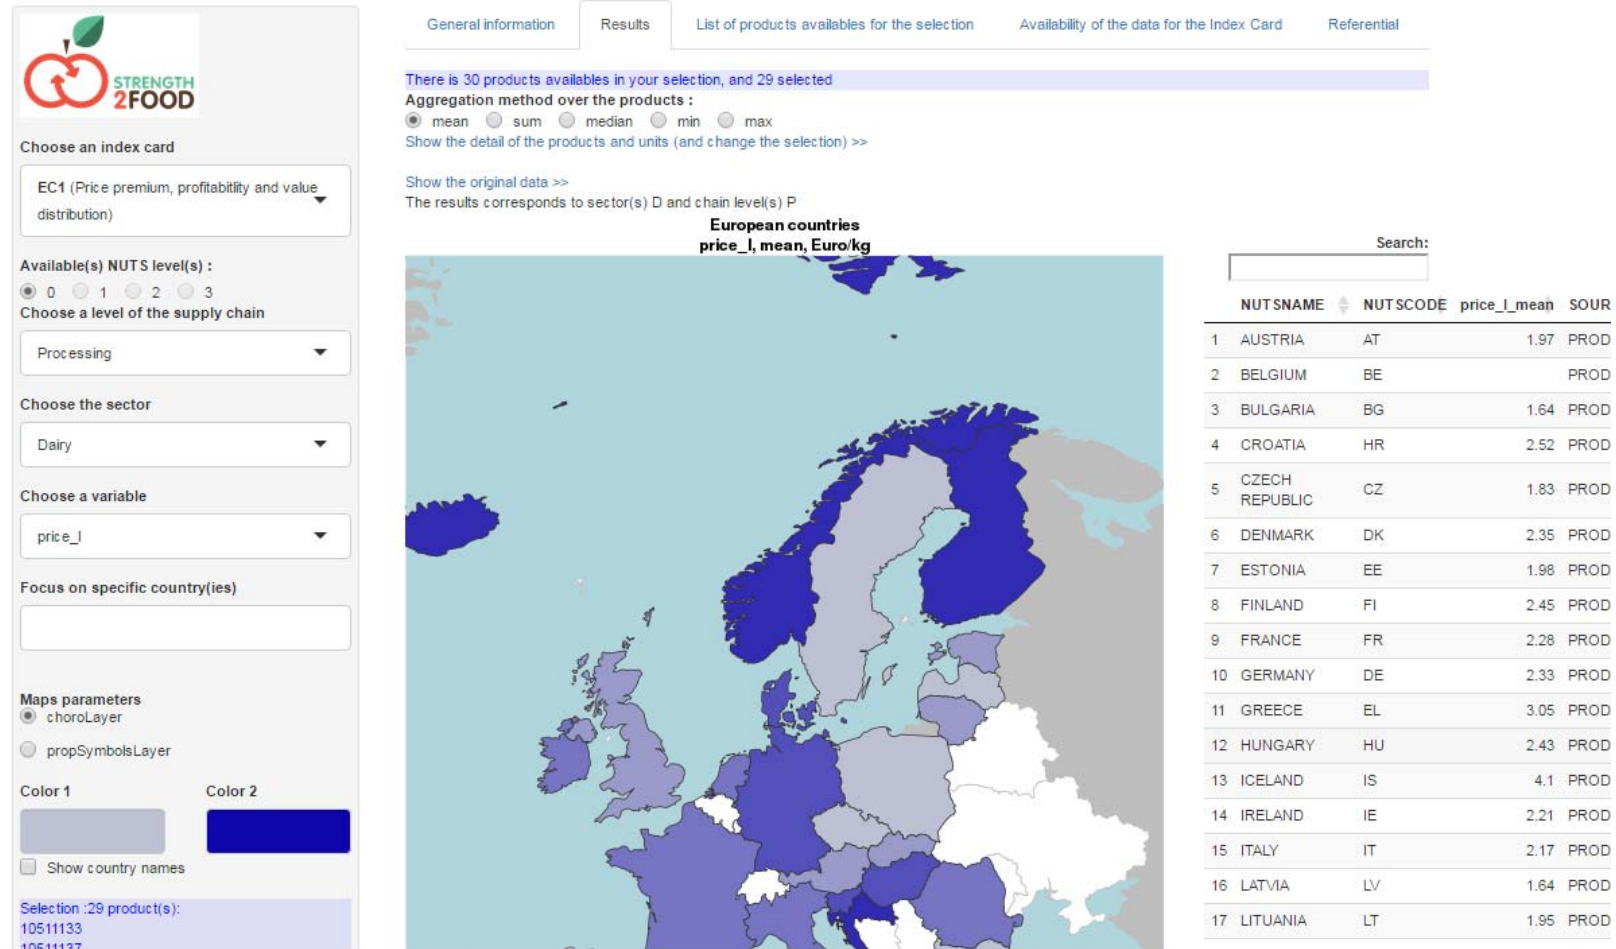 STRENGTH
2FOOD
Choose an index card
EC1 (Price premium, profitabitlity and value
distribution)
Available(s) NUTS level(s) :
0 1 2 3
Choose a level of the supply chain
Processing
Choose the sector
Dairy
Choose a variable
price_l
Focus on specific country(ies)
Maps parameters
choroLayer
propSymbolsLayer
Color 1 Color 2
Show country names
Selection :29 product(s):
10511133
10511137
General information Results List of products availables for the selection Availability of the data for the Index Card Referential
There is 30 products availables in your selection, and 29 selected
Aggregation method over the products :
mean sum median min max
Show the detail of the products and units (and change the selection) >>
Show the original data >>
The results corresponds to sector(s) D and chain level(s) P
European countries
price_l, mean, Euro/kg
Search:
NUTSNAME NUTSCODE price_l_mean SOUR
1 AUSTRIA AT 1.97 PROD
2 BELGIUM BE PROD
3 BULGARIA BG 1.64 PROD
4 CROATIA HR 2.52 PROD
5 CZECH REPUBLIC CZ 1.83 PROD
6 DENMARK DK 2.35 PROD
7 ESTONIA EE 1.98 PROD
8 FINLAND FI 2.45 PROD
9 FRANCE FR 2.28 PROD
10 GERMANY DE 2.33 PROD
11 GREECE EL 3.05 PROD
12 HUNGARY HU 2.43 PROD
13 ICELAND IS 4.1 PROD
14 IRELAND IE 2.21 PROD
15 ITALY IT 2.17 PROD
16 LATVIA LV 1.64 PROD
17 LITUANIA LT 1.95 PROD